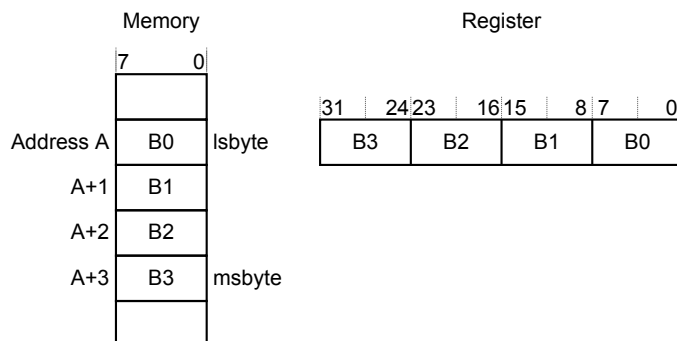 Memory
Register
7 0
31 24 23 16 15 8 7 0
Address A B0 lsbyte
B3 B2 B1 B0
A+1 B1
A+2 B2
A+3 B3 msbyte